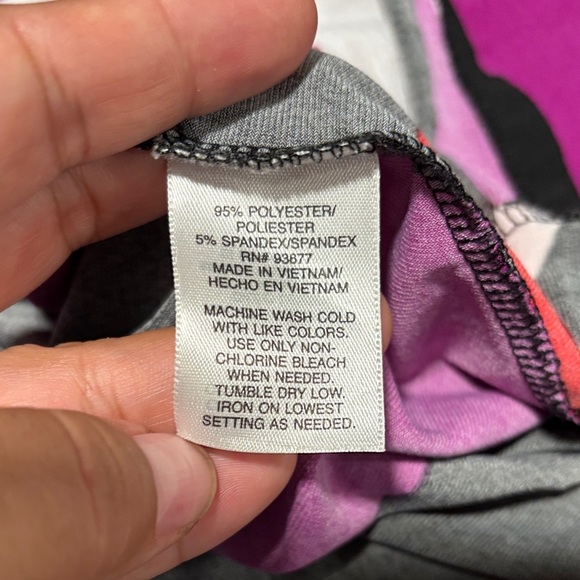 95% POLYESTER/
POLIESTER
5% SPANDEX/SPANDEX
RN# 93677
MADE IN VIETNAM/
HECHO EN VIETNAM
MACHINE WASH COLD
WITH LIKE COLORS.
USE ONLY NON-
CHLORINE BLEACH
WHEN NEEDED.
TUMBLE DRY LOW.
IRON ON LOWEST
SETTING AS NEEDED.